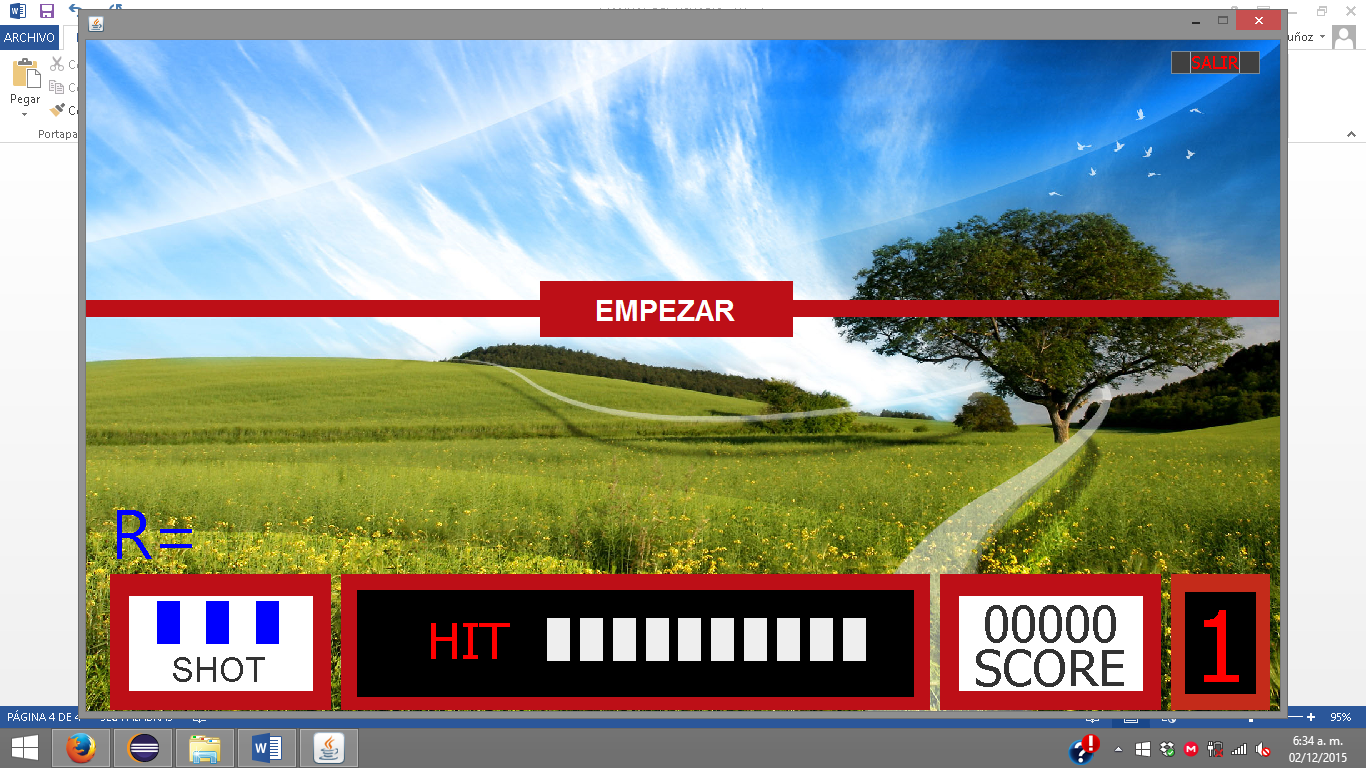 ARCHIVO
uñoz
Pegar
Portapa
SALIR
EMPEZAR
R=
SHOT
HIT
00000
SCORE
1
PÁGINA 4 DE 4
95%
6:34 a. m.
02/12/2015